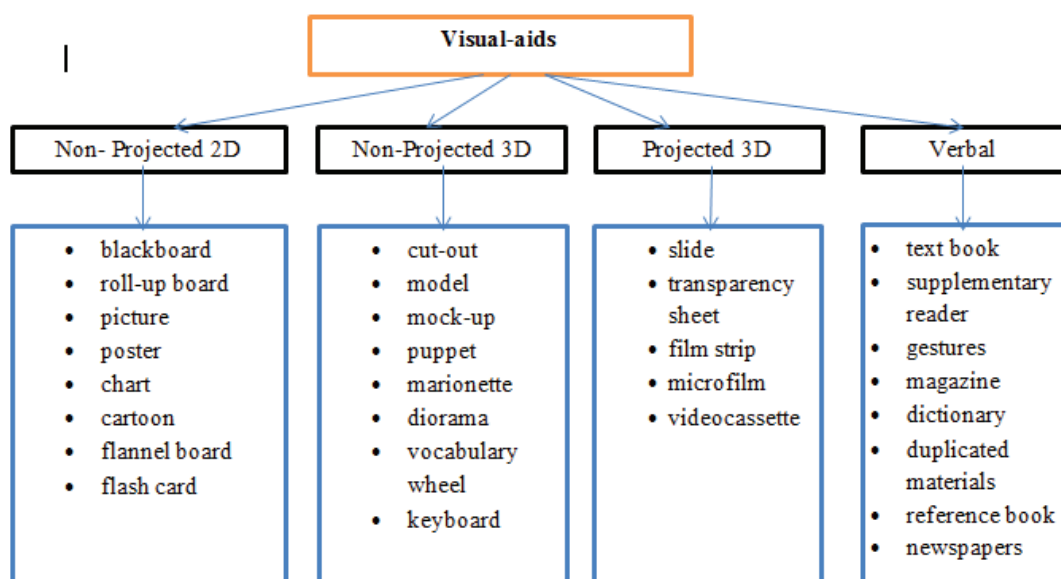 Visual-aids
Non- Projected 2D
Non-Projected 3D
Projected 3D
Verbal
• blackboard
• roll-up board
• picture
• poster
• chart
• cartoon
• flannel board
• flash card
• cut-out
• model
• mock-up
• puppet
• marionette
• diorama
• vocabulary
wheel
• keyboard
• slide
• transparency
sheet
• film strip
• microfilm
• videocassette
• text book
• supplementary
reader
• gestures
• magazine
• dictionary
• duplicated
materials
• reference book
• newspapers